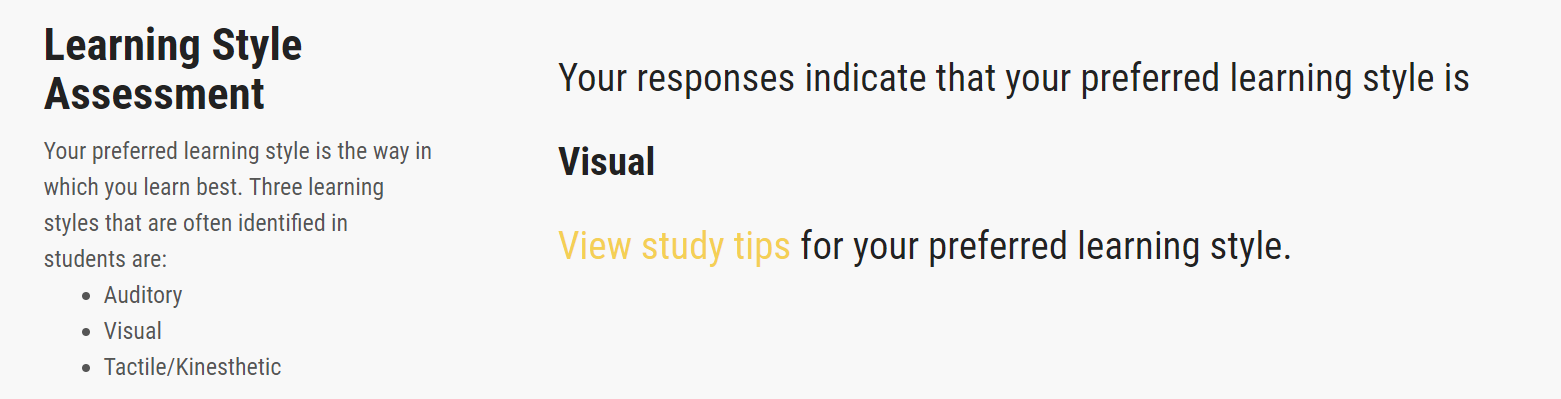 Learning Style
Assessment
Your preferred learning style is the way in
which you learn best. Three learning
styles that are often identified in
students are:
• Auditory
• Visual
• Tactile/Kinesthetic
Your responses indicate that your preferred learning style is
Visual
View study tips for your preferred learning style.